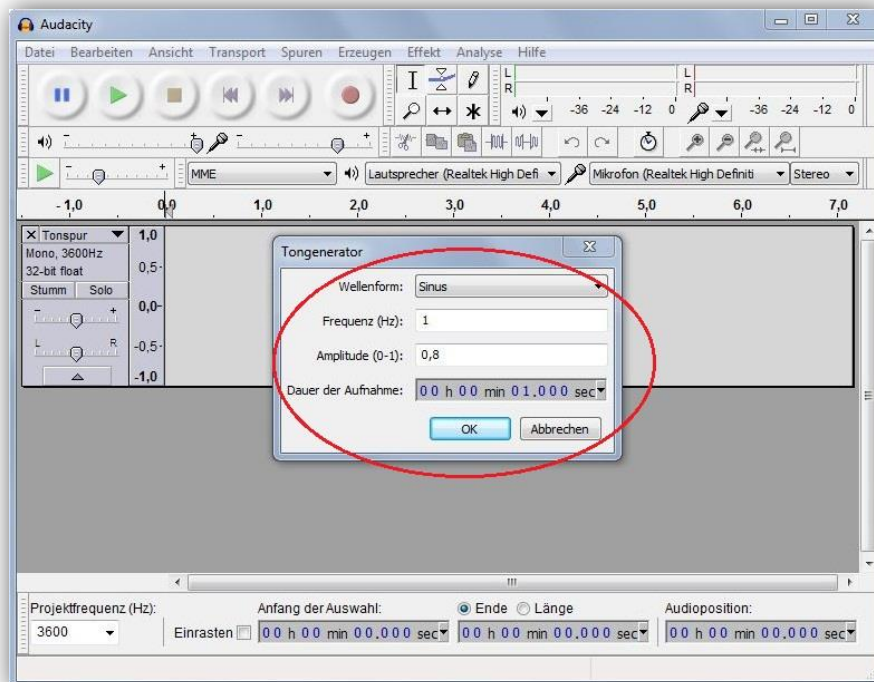 Audacity
Datei Bearbeiten Ansicht Transport Spuren Erzeugen Effekt Analyse Hilfe
L
R
L
R
-36 -24 -12 0
-36 -24 -12 0
- +
- +
- +
MME
Lautsprecher (Realtek High Defi
Mikrofon (Realtek High Definiti
Stereo
- 1,0 0,0 1,0 2,0 3,0 4,0 5,0 6,0 7,0
X Tonspur
Mono, 3600Hz
32-bit float
Stumm Solo
- +
L R
1,0
0,5-
0,0-
-0,5-
-1,0
Tongenerator
Wellenform: Sinus
Frequenz (Hz): 1
Amplitude (0-1): 0,8
Dauer der Aufnahme: 00 h 00 min 01.000 sec
OK Abbrechen
Projektfrequenz (Hz): Anfang der Auswahl: Ende Länge Audioposition:
3600 Einrasten 00 h 00 min 00.000 sec 00 h 00 min 00.000 sec 00 h 00 min 00.000 sec